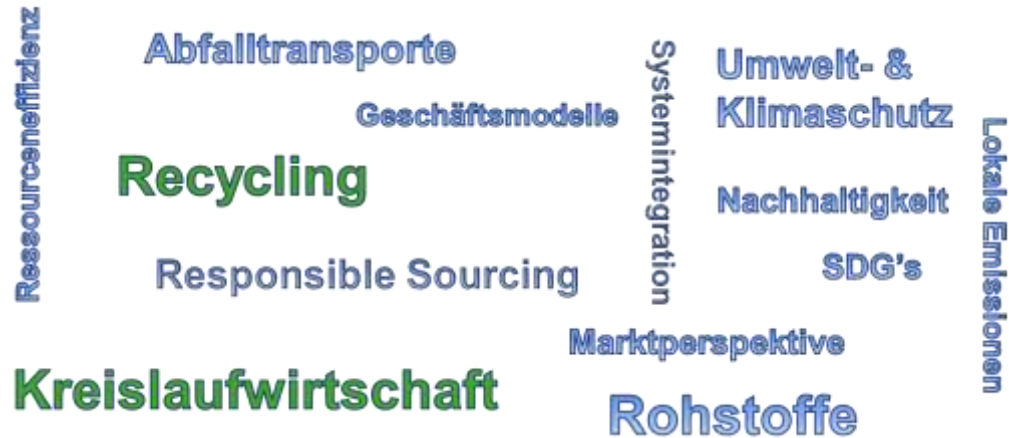 Ressourceneffizienz
Abfalltransporte
Geschäftsmodelle
Recycling
Responsible Sourcing
Kreislaufwirtschaft
Systemintegration
Umwelt- &
Klimaschutz
Nachhaltigkeit
SDG’s
Lokale Emissionen
Marktperspektive
Rohstoffe